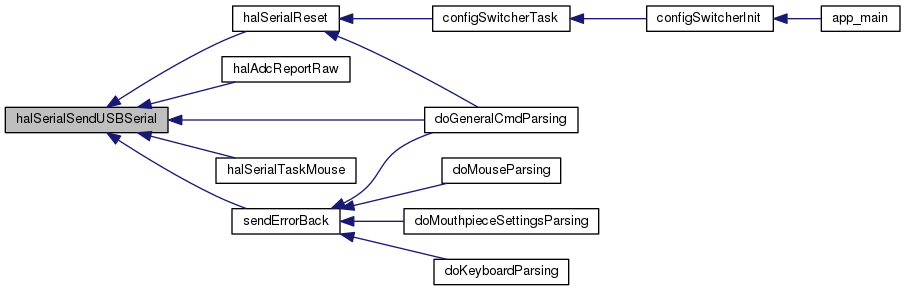 halSerialReset
configSwitcherTask
configSwitcherInit
app_main
halAdcReportRaw
halSerialSendUSBSerial
doGeneralCmdParsing
halSerialTaskMouse
doMouseParsing
sendErrorBack
doMouthpieceSettingsParsing
doKeyboardParsing